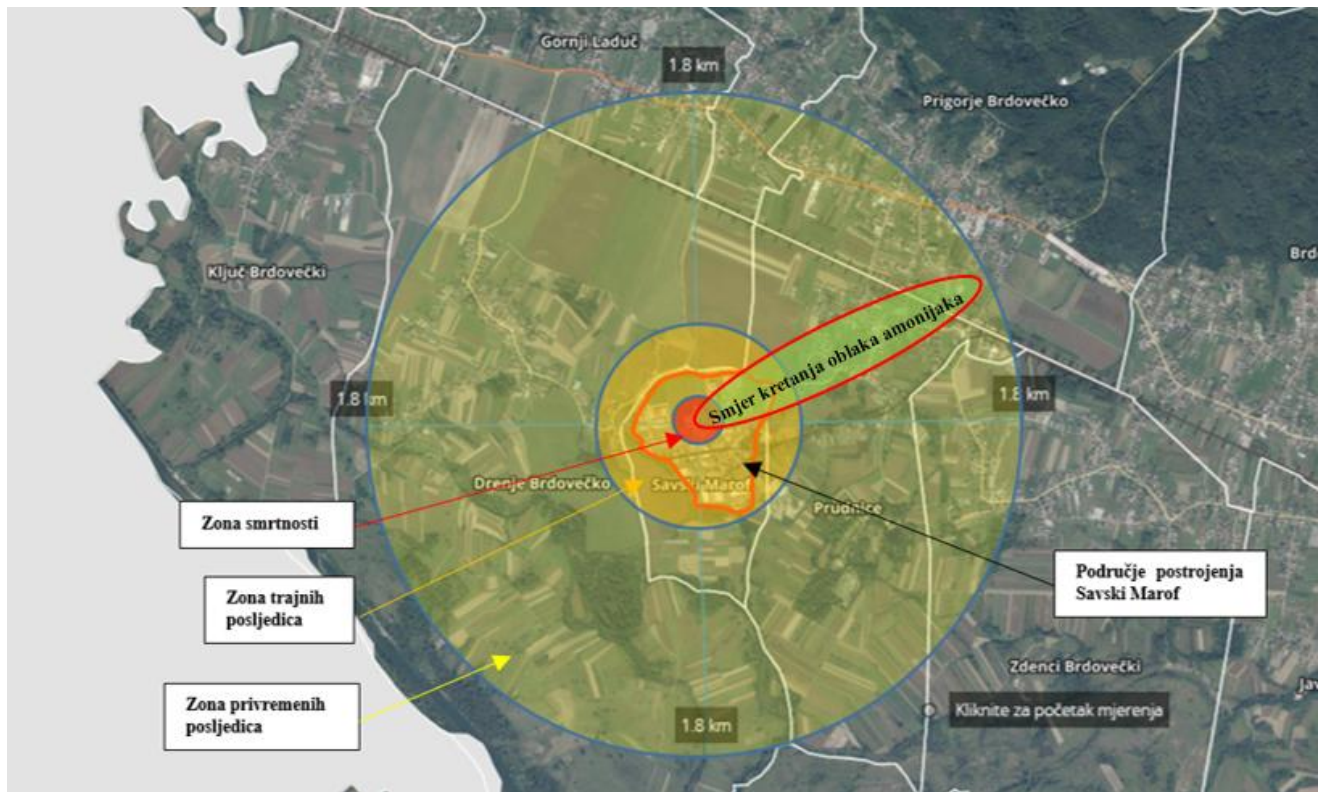 Gornji Laduč
1.8 km
Prigorje Brdovečko
Brd
Ključ Brdovečki
Smjer kretanja oblaka amonijaka
1.8 km
1.8 km
Drenje Brdovečko
Savski Marof
Prudnice
Zona smrtnosti
Područje postrojenja
Savski Marof
Zona trajnih
posljedica
Zdenci Brdovečki
Jav
Zona privremenih
posljedica
1.8 km
Kliknite za početak mjerenja